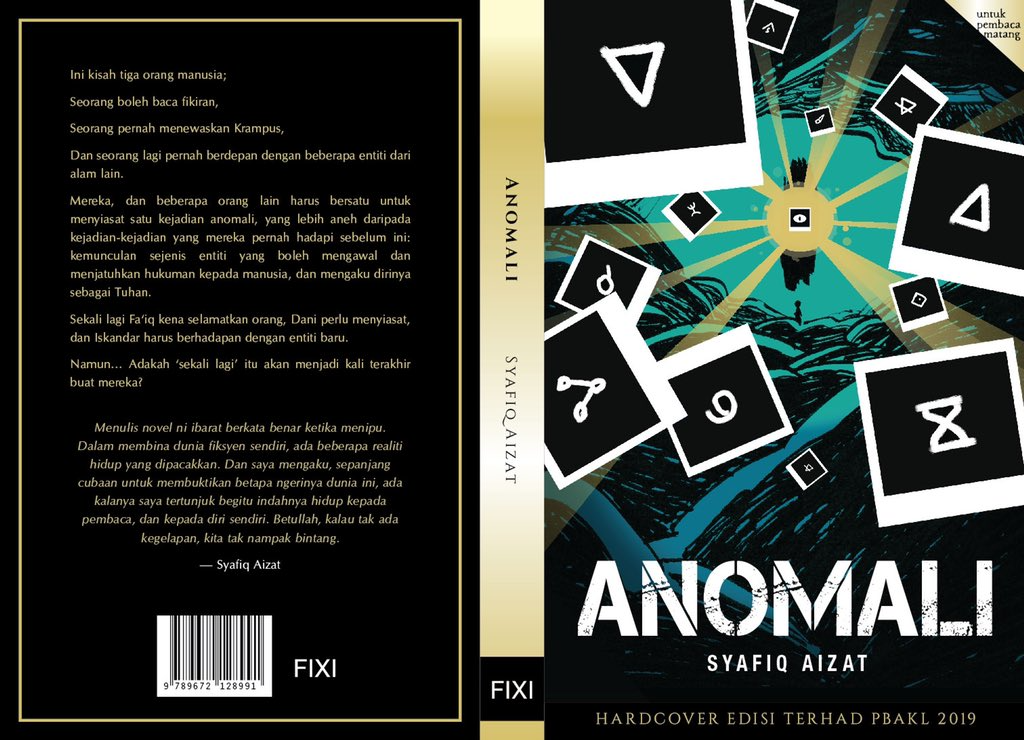 Ini kisah tiga orang manusia;
Seorang boleh baca fikiran,
Seorang pernah menewaskan Krampus,
Dan seorang lagi pernah berdepan dengan beberapa entiti dari
alam lain.
Mereka, dan beberapa orang lain harus bersatu untuk
menyiasat satu kejadian anomali, yang lebih aneh daripada
kejadian-kejadian yang mereka pernah hadapi sebelum ini:
kemunculan sejenis entiti yang boleh mengawal dan
menjatuhkan hukuman kepada manusia, dan mengaku dirinya
sebagai Tuhan.
Sekali lagi Fa‘iq kena selamatkan orang, Dani perlu menyiasat,
dan Iskandar harus berhadapan dengan entiti baru.
Namun... Adakah ‘sekali lagi’ itu akan menjadi kali terakhir
buat mereka?
Menulis novel ni ibarat berkata benar ketika menipu.
Dalam membina dunia fiksyen sendiri, ada beberapa realiti
hidup yang dipacakkan. Dan saya mengaku, sepanjang
cubaan untuk membuktikan betapa ngerinya dunia ini, ada
kalanya saya tertunjuk begitu indahnya hidup kepada
pembaca, dan kepada diri sendiri. Betullah, kalau tak ada
kegelapan, kita tak nampak bintang.
— Syafiq Aizat
9 789672 128991
FIXI
ANOMALI
SYAFIQ AIZAT
FIXI
untuk
pembaca
matang
ANOMALI
SYAFIQ AIZAT
HARDCOVER EDISI TERHAD PBAKL 2019